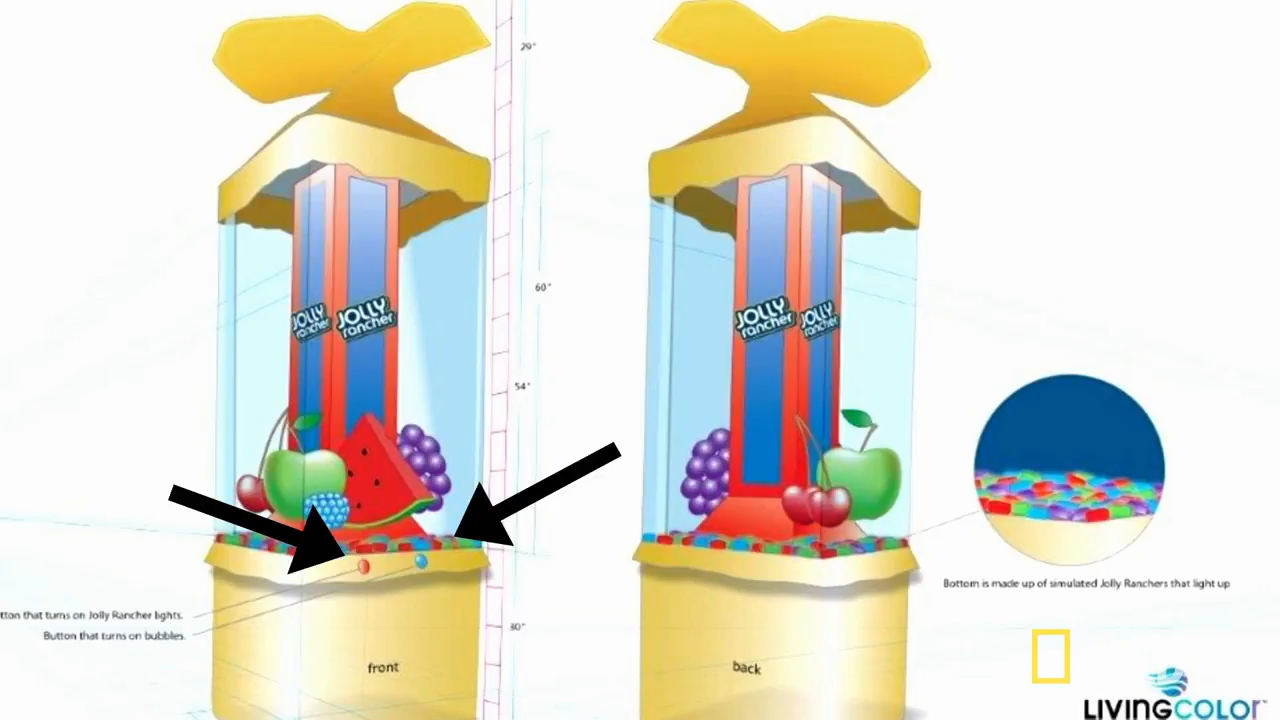 29"
JOLLY
rancher
JOLLY
rancher
JOLLY
rancher
JOLLY
rancher
60"
54"
tton that turns on Jolly Rancher lights.
Button that turns on bubbles.
30"
front
back
Bottom is made up of simulated Jolly Ranchers that light up
LIVINGCOLOR